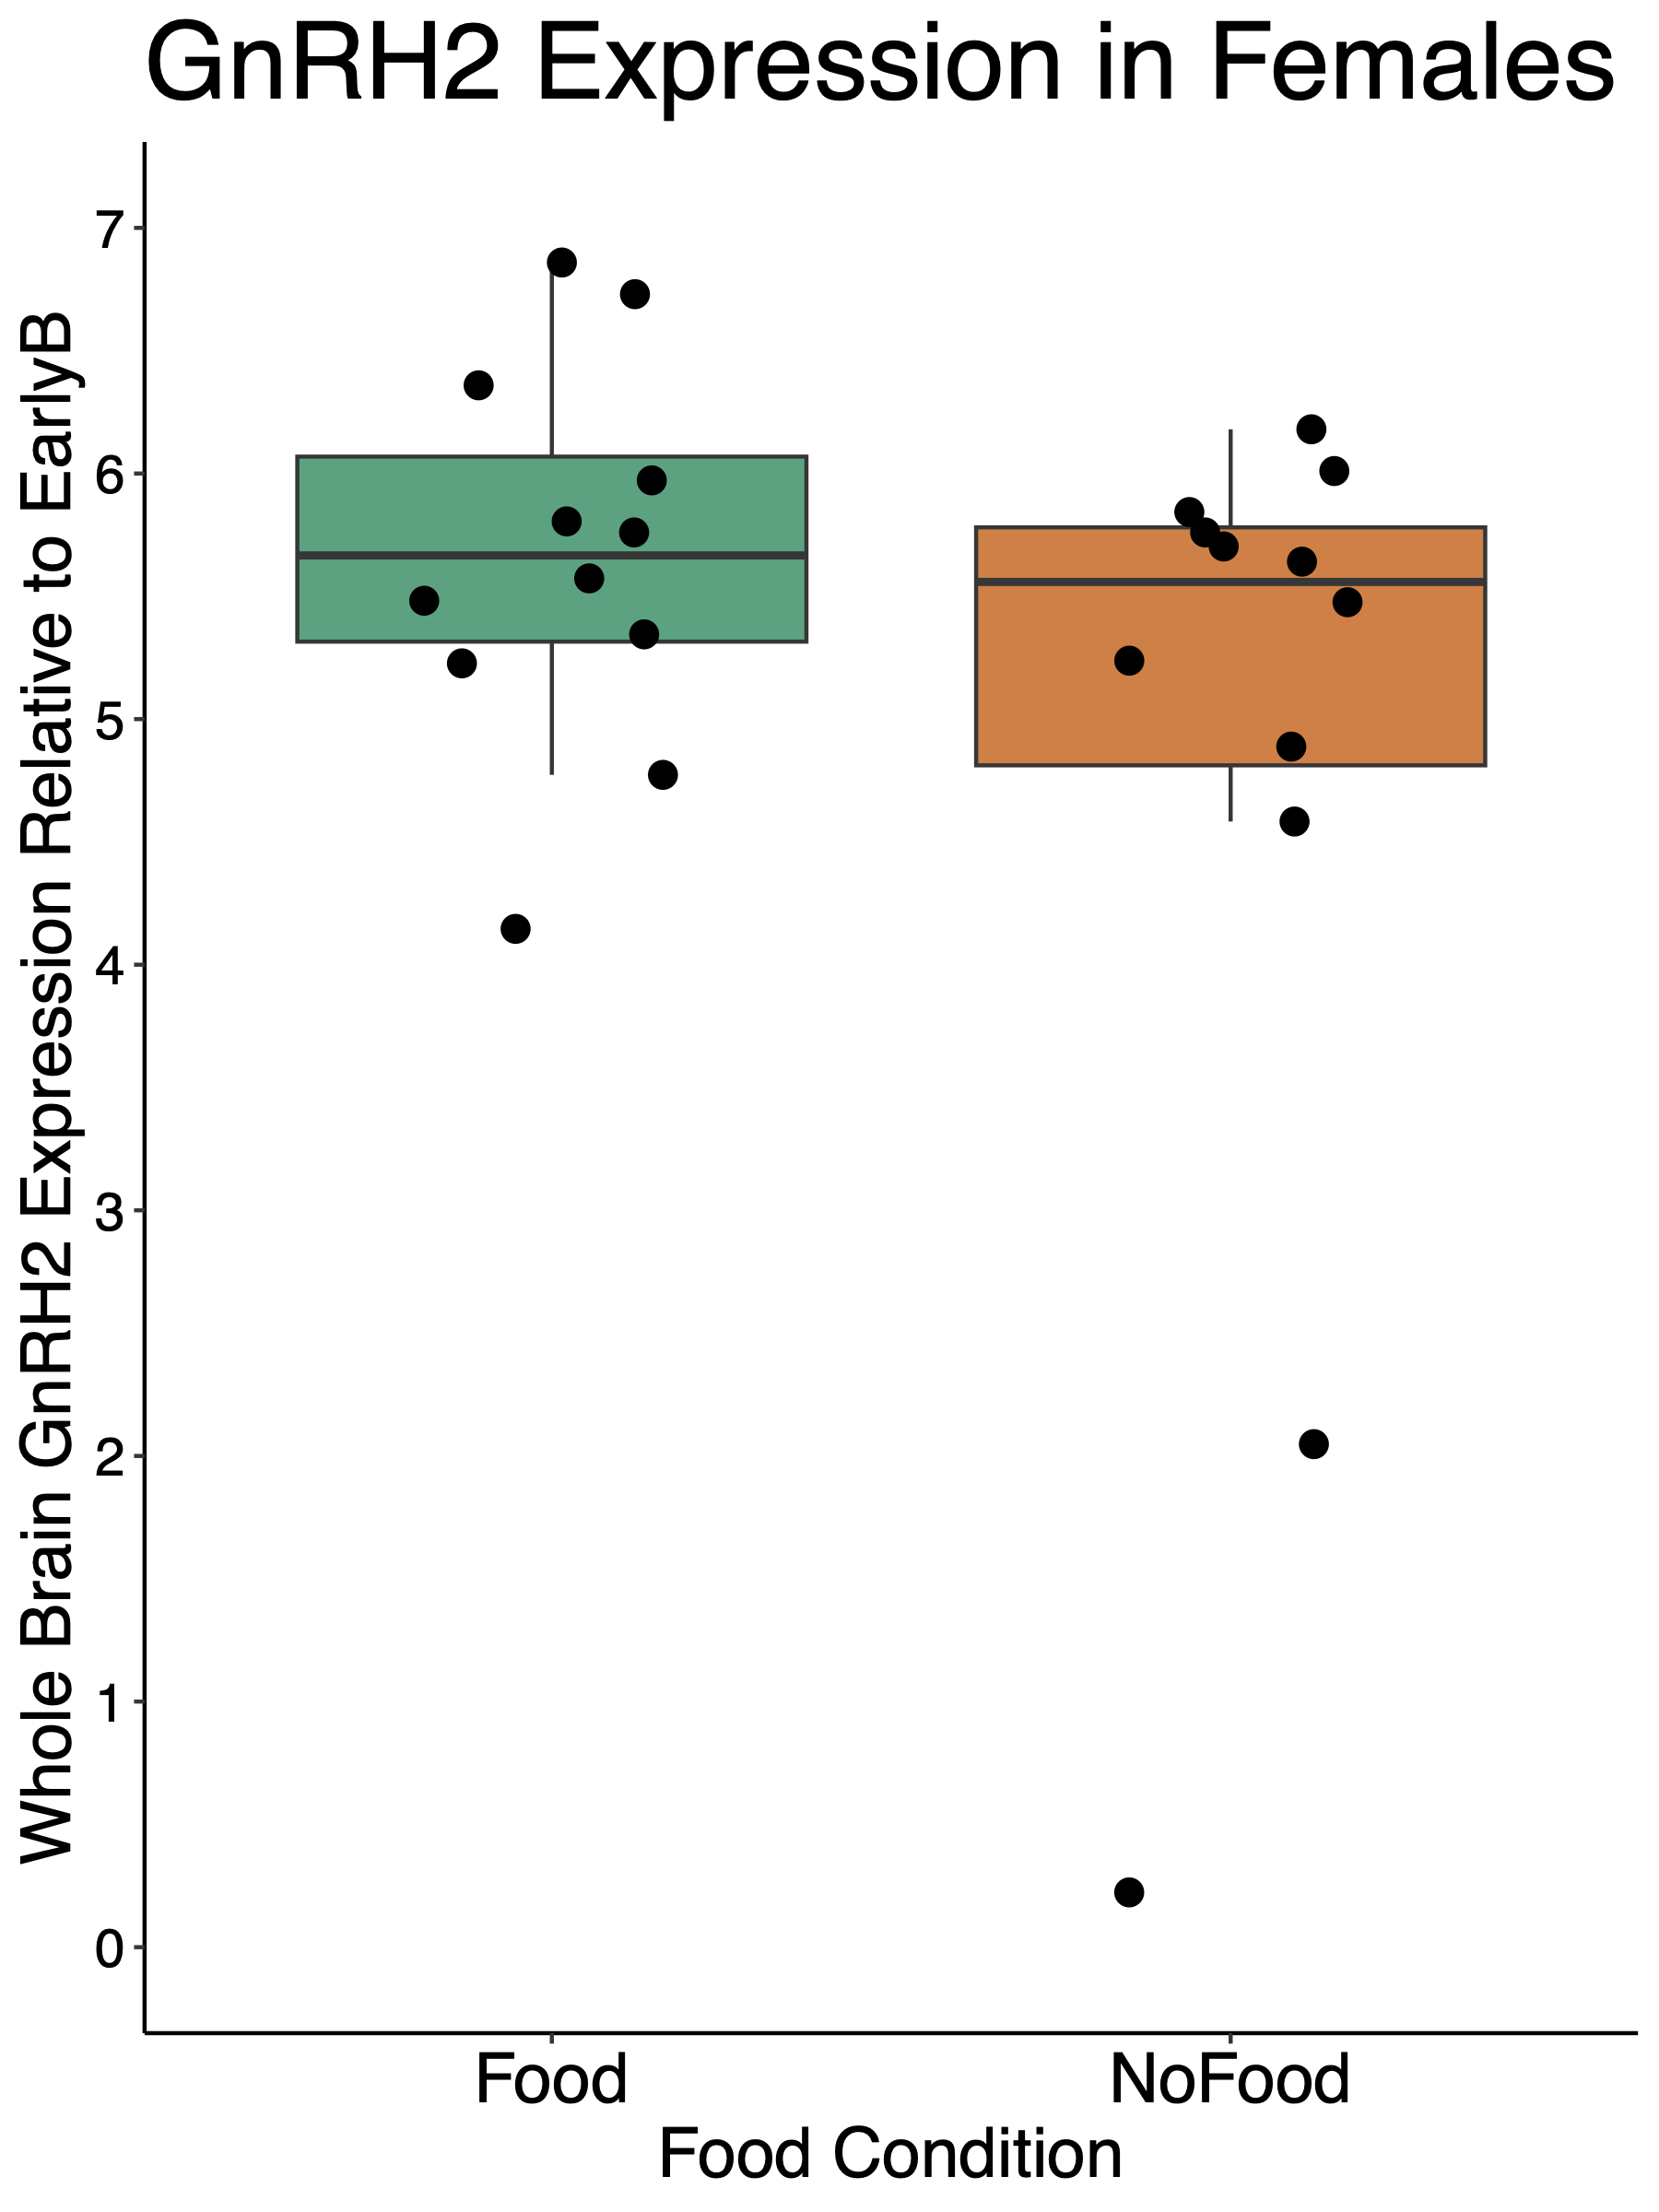 GnRH2 Expression in Females
Whole Brain GnRH2 Expression Relative to EarlyB
7
6
5
4
3
2
1
0
Food
NoFood
Food Condition